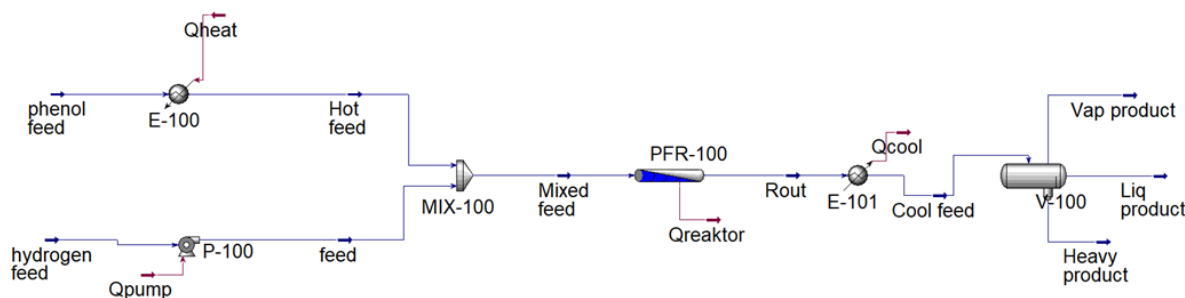 Qheat
phenol
feed
E-100
Hot
feed
MIX-100
hydrogen
feed
P-100
Qpump
feed
Mixed
feed
PFR-100
Qreaktor
Rout
Qcool
E-101
Cool feed
V-100
Vap product
Liq
product
Heavy
product